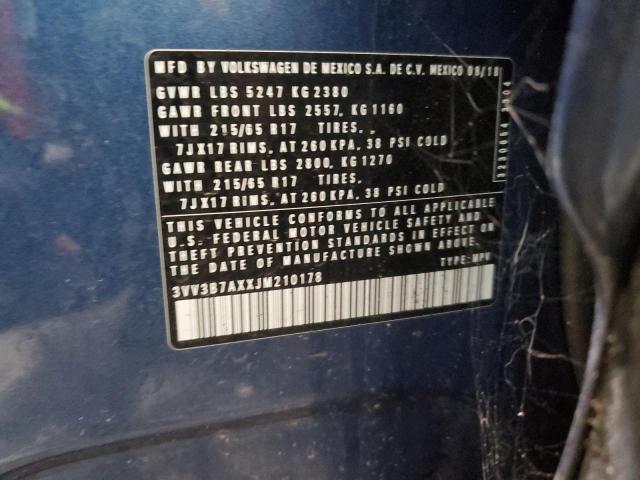 MFD BY VOLKSWAGEN DE MEXICO S.A. DE C.V. MEXICO 08/18
GVWR LBS 5247 KG 2380
GAWR FRONT LBS 2557, KG 1160
WITH 215/65 R17 TIRES,
7JX17 RIMS, AT 260 KPA, 38 PSI COLD
GAWR REAR LBS 2800, KG 1270
WITH 215/65 R17 TIRES,
7JX17 RIMS, AT 260 KPA, 38 PSI COLD
THIS VEHICLE CONFORMS TO ALL APPLICABLE
U.S. FEDERAL MOTOR VEHICLE SAFETY AND
THEFT PREVENTION STANDARDS IN EFFECT ON
THE DATE OF MANUFACTURE SHOWN ABOVE.
TYPE: MPV
3VV3B7AXXJM210178